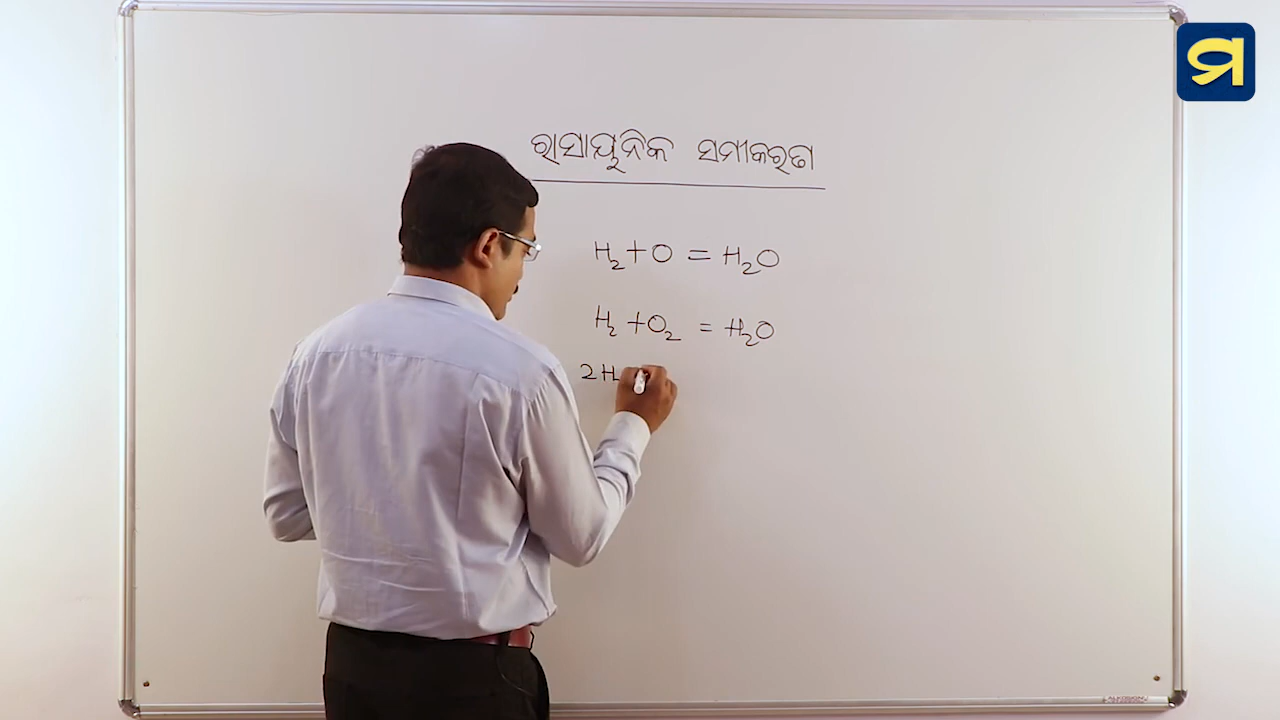 ରାସାୟନିକ ସମୀକରଣ
H₂ + O = H₂O
H₂ + O₂ = H₂O
2H
ମ